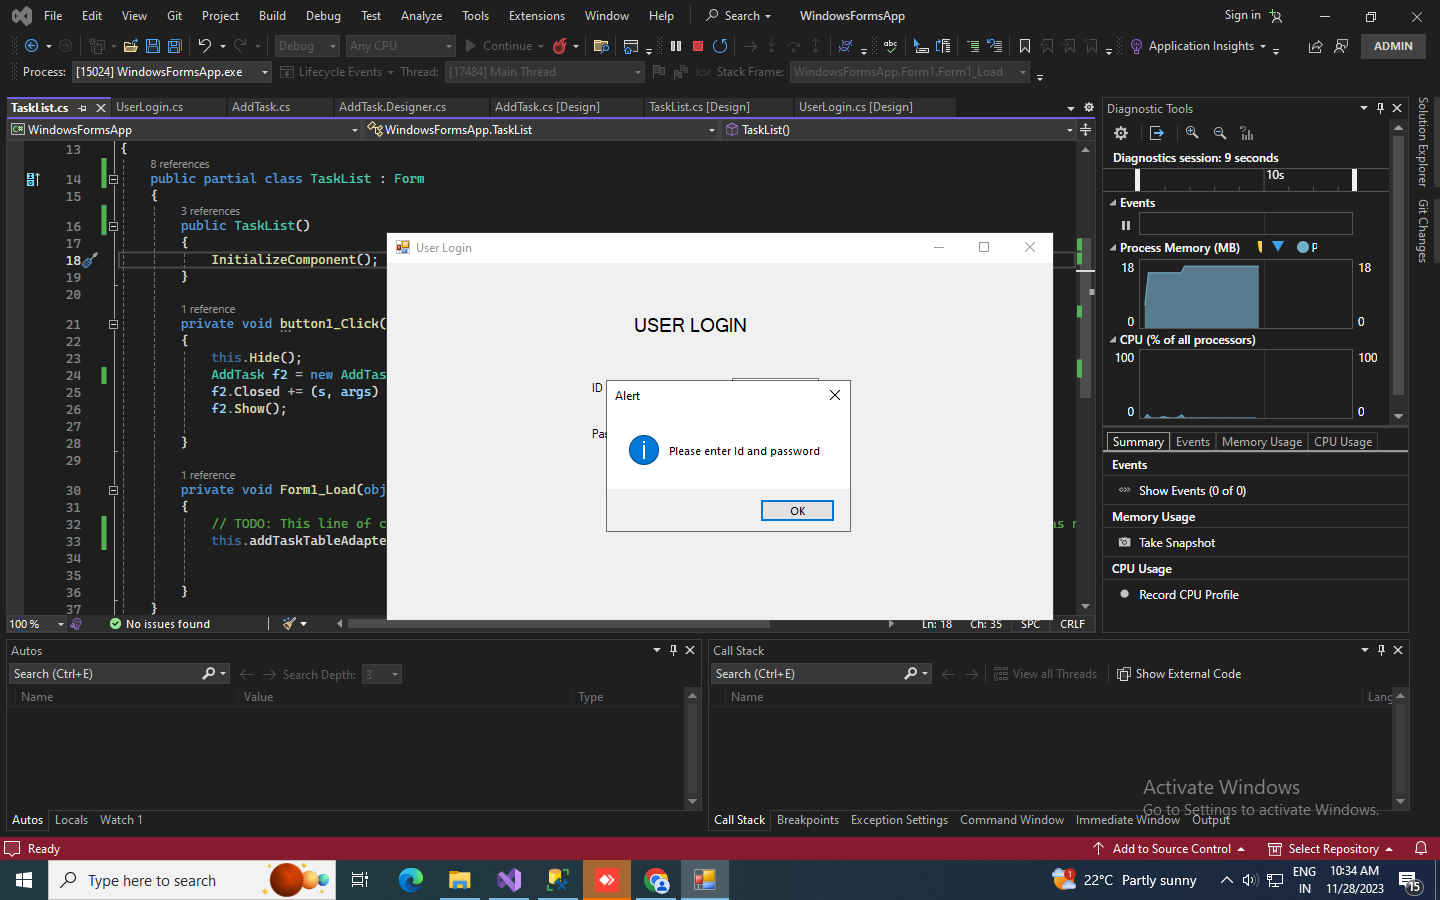 File Edit View Git Project Build Debug Test Analyze Tools Extensions Window Help Search WindowsFormsApp Sign in
Debug Any CPU Continue Application Insights ADMIN
Process: [15024] WindowsFormsApp.exe Lifecycle Events Thread: [17484] Main Thread Stack Frame: WindowsFormsApp.Form1.Form1_Load
TaskList.cs UserLogin.cs AddTask.cs AddTask.Designer.cs AddTask.cs [Design] TaskList.cs [Design] UserLogin.cs [Design]
WindowsFormsApp WindowsFormsApp.TaskList TaskList()
13 {
8 references
14 public partial class TaskList : Form
15 {
3 references
16 public TaskList()
17 {
18 InitializeComponent();
19 }
20
1 reference
21 private void button1_Click(
22 {
23 this.Hide();
24 AddTask f2 = new AddTas
25 f2.Closed += (s, args)
26 f2.Show();
27
28 }
29
1 reference
30 private void Form1_Load(obj
31 {
32 // TODO: This line of c
33 this.addTaskTableAdapte
34
35
36 }
37 }
100 % No issues found Ln: 18 Ch: 35 SPC CRLF
User Login
USER LOGIN
ID
Pas
Alert
Please enter Id and password
OK
Diagnostic Tools
Diagnostics session: 9 seconds
10s
Events
Process Memory (MB) P
18 18
0 0
CPU (% of all processors)
100 100
0 0
Summary Events Memory Usage CPU Usage
Events
Show Events (0 of 0)
Memory Usage
Take Snapshot
CPU Usage
Record CPU Profile
Solution Explorer
Git Changes
Autos
Search (Ctrl+E) Search Depth: 3
Name Value Type
Autos Locals Watch 1
Call Stack
Search (Ctrl+E) View all Threads Show External Code
Name Lang
Call Stack Breakpoints Exception Settings Command Window Immediate Window Output
Activate Windows
Go to Settings to activate Windows.
Ready Add to Source Control Select Repository
Type here to search 1 22°C Partly sunny ENG IN 10:34 AM 11/28/2023 15